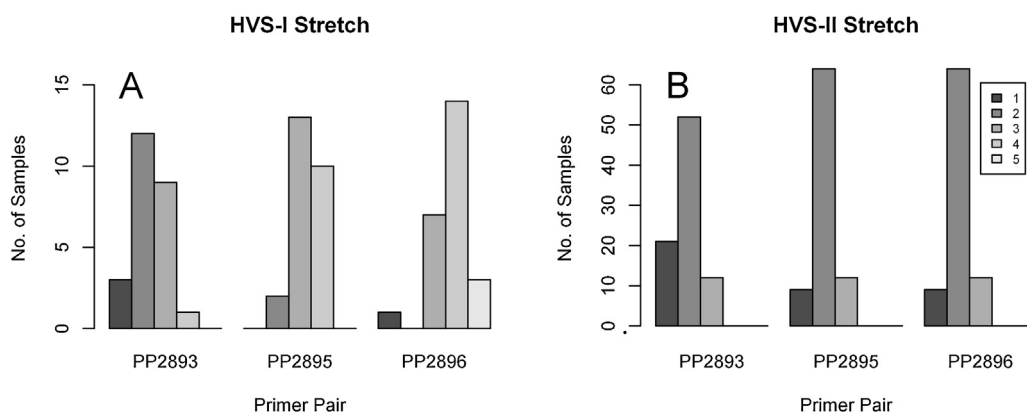 HVS-I Stretch
A
No. of Samples
15
10
5
0
PP2893 PP2895 PP2896
Primer Pair
HVS-II Stretch
B
No. of Samples
60
50
40
30
20
10
0
1
2
3
4
5
PP2893 PP2895 PP2896
Primer Pair